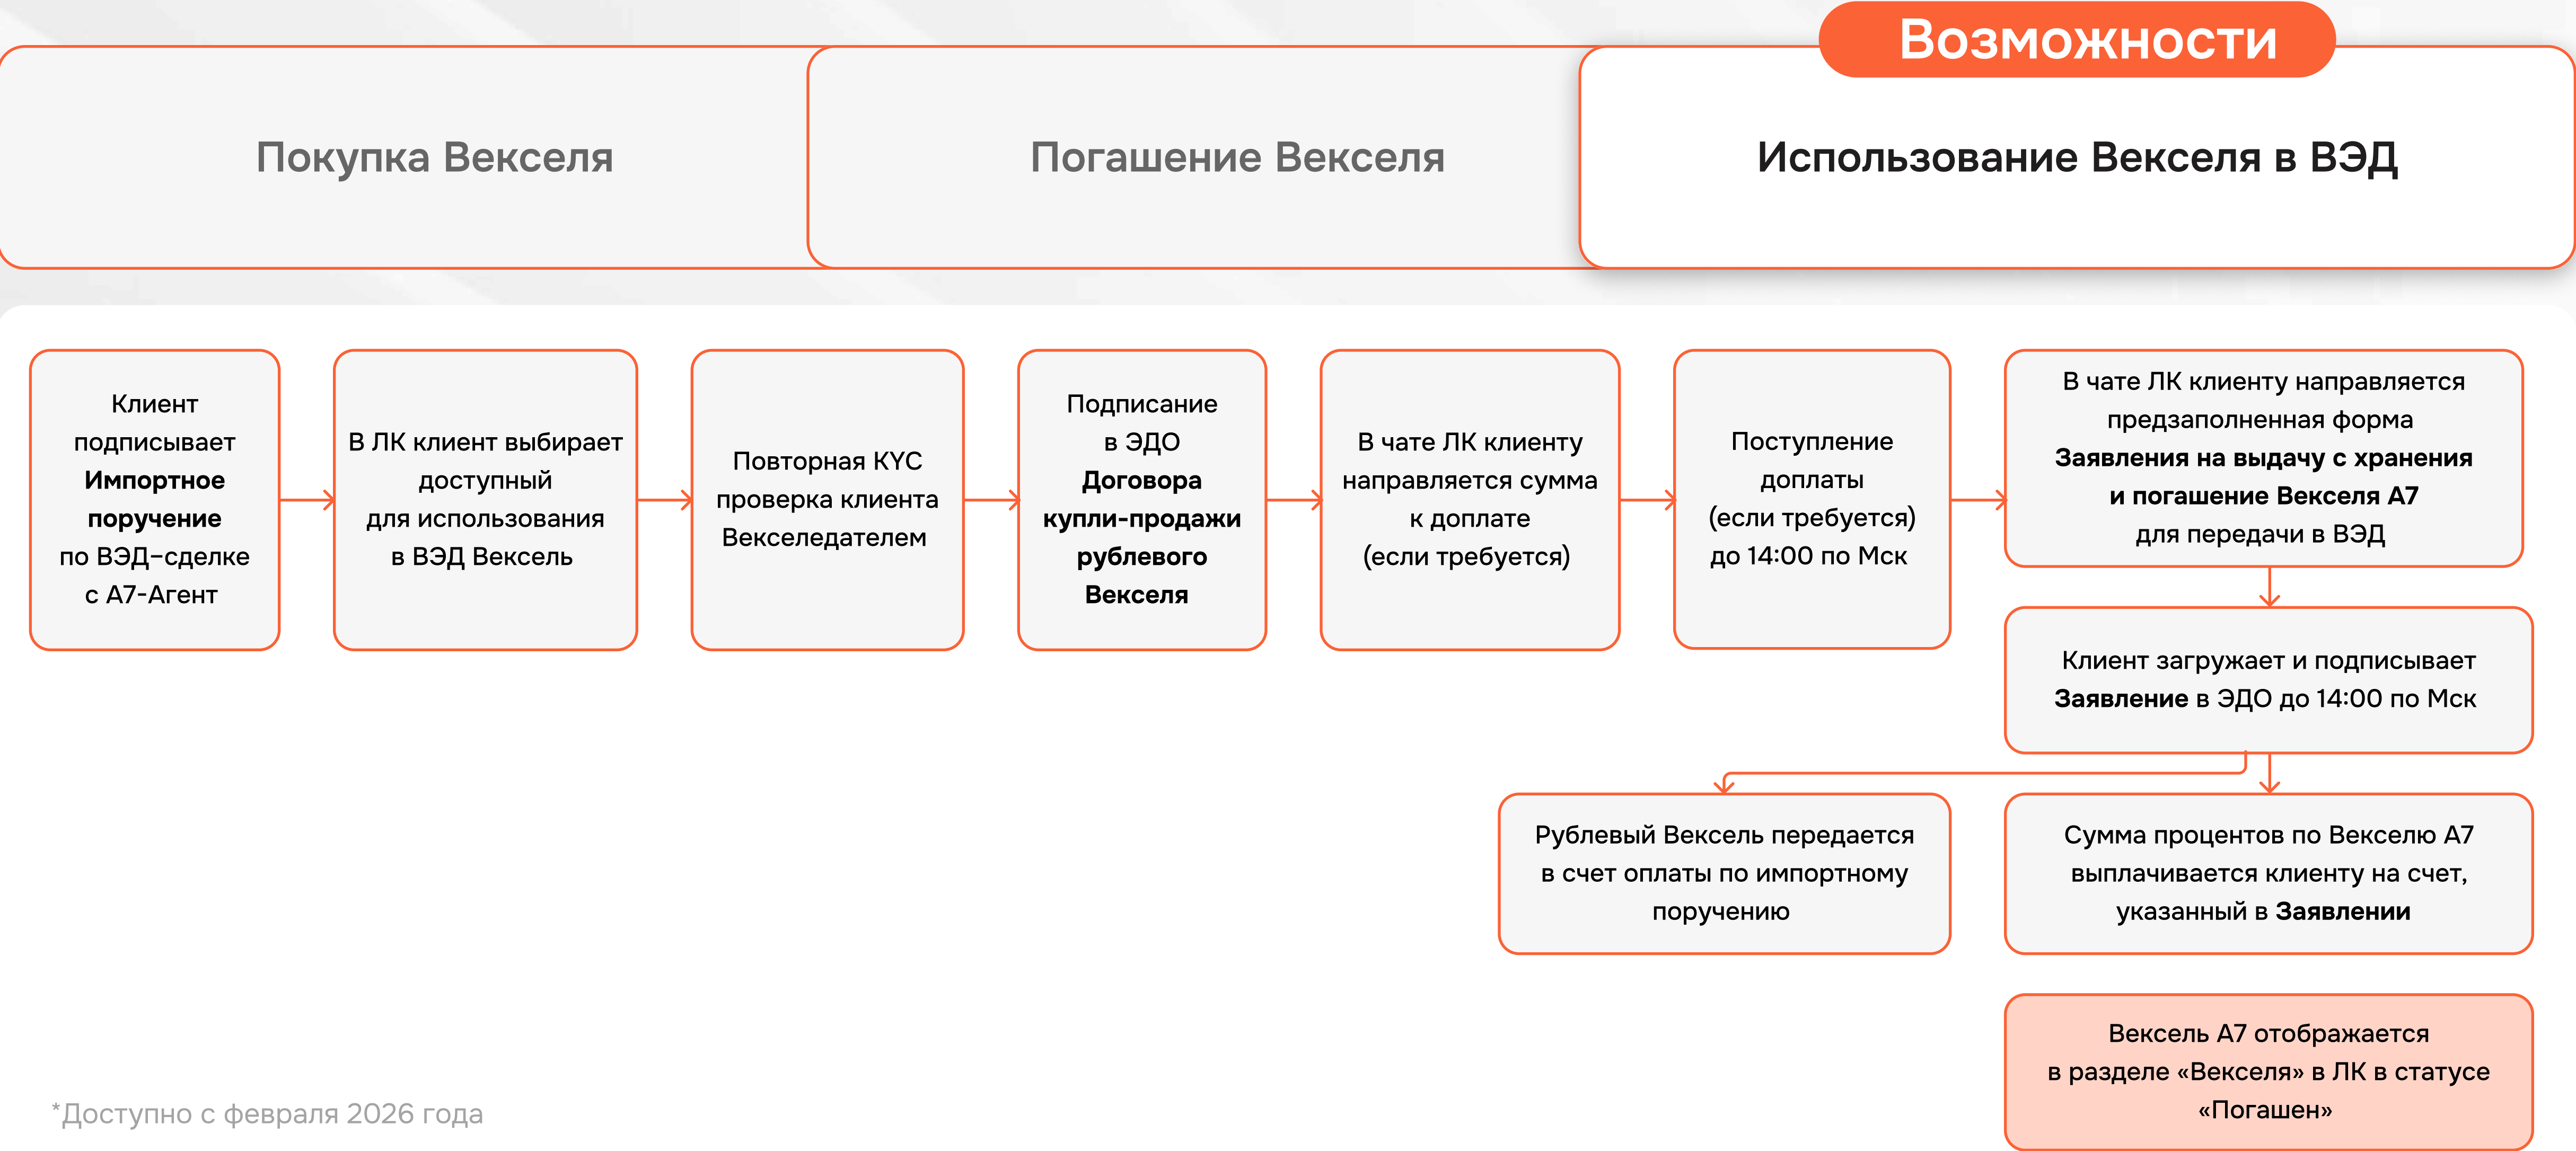 Возможности
Покупка Векселя
Погашение Векселя
Использование Векселя в ВЭД
Клиент
подписывает
Импортное
поручение
по ВЭД–сделке
с А7-Агент
В ЛК клиент выбирает
доступный
для использования
в ВЭД Вексель
Повторная KYC
проверка клиента
Векселедателем
Подписание
в ЭДО
Договора
купли-продажи
рублевого
Векселя
В чате ЛК клиенту
направляется сумма
к доплате
(если требуется)
Поступление
доплаты
(если требуется)
до 14:00 по Мск
В чате ЛК клиенту направляется
предзаполненная форма
Заявления на выдачу с хранения
и погашение Векселя А7
для передачи в ВЭД
Клиент загружает и подписывает
Заявление в ЭДО до 14:00 по Мск
Рублевый Вексель передается
в счет оплаты по импортному
поручению
Сумма процентов по Векселю А7
выплачивается клиенту на счет,
указанный в Заявлении
Вексель А7 отображается
в разделе «Векселя» в ЛК в статусе
«Погашен»
*Доступно с февраля 2026 года